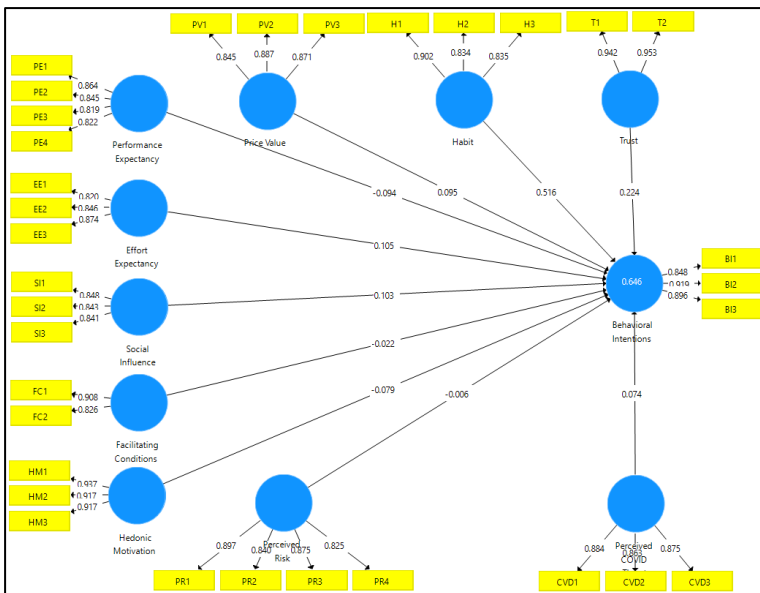 PV1 PV2 PV3 H1 H2 H3 T1 T2
0.845 0.887 0.871 0.902 0.834 0.835 0.942 0.953
PE1
PE2
PE3
PE4
0.864
0.845
0.819
0.822
Performance
Expectancy
Price Value
Habit
Trust
-0.094
0.095
0.516
0.224
EE1
EE2
EE3
0.820
0.846
0.874
Effort
Expectancy
0.105
SI1
SI2
SI3
0.848
0.843
0.841
Social
Influence
0.103
0.646
Behavioral
Intentions
0.848
0.919
0.896
BI1
BI2
BI3
FC1
FC2
0.908
0.826
Facilitating
Conditions
-0.022
-0.079
-0.006
0.074
HM1
HM2
HM3
0.937
0.917
0.917
Hedonic
Motivation
Perceived
Risk
0.897 0.840 0.875 0.825
PR1 PR2 PR3 PR4
Perceived
COVID
0.884 0.863 0.875
CVD1 CVD2 CVD3